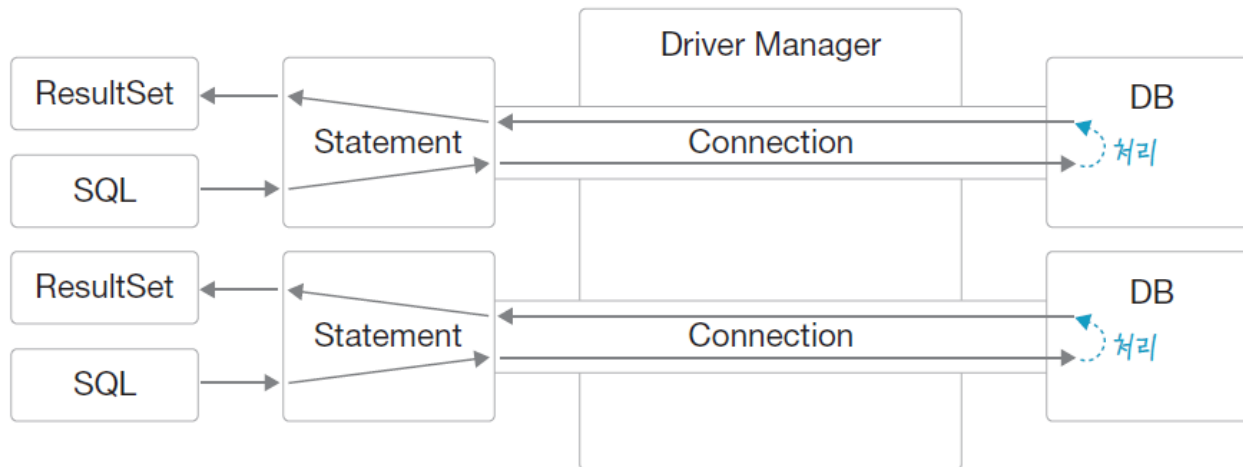 Driver Manager
ResultSet
SQL
Statement
Connection
DB
처리
ResultSet
SQL
Statement
Connection
DB
처리